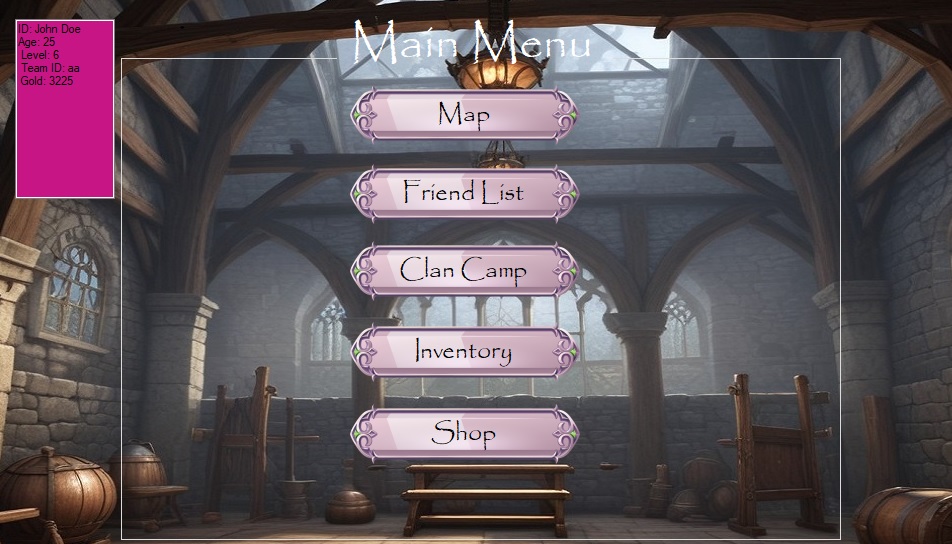 ID: John Doe
Age: 25
Level: 6
Team ID: aa
Gold: 3225
Main Menu
Map
Friend List
Clan Camp
Inventory
Shop